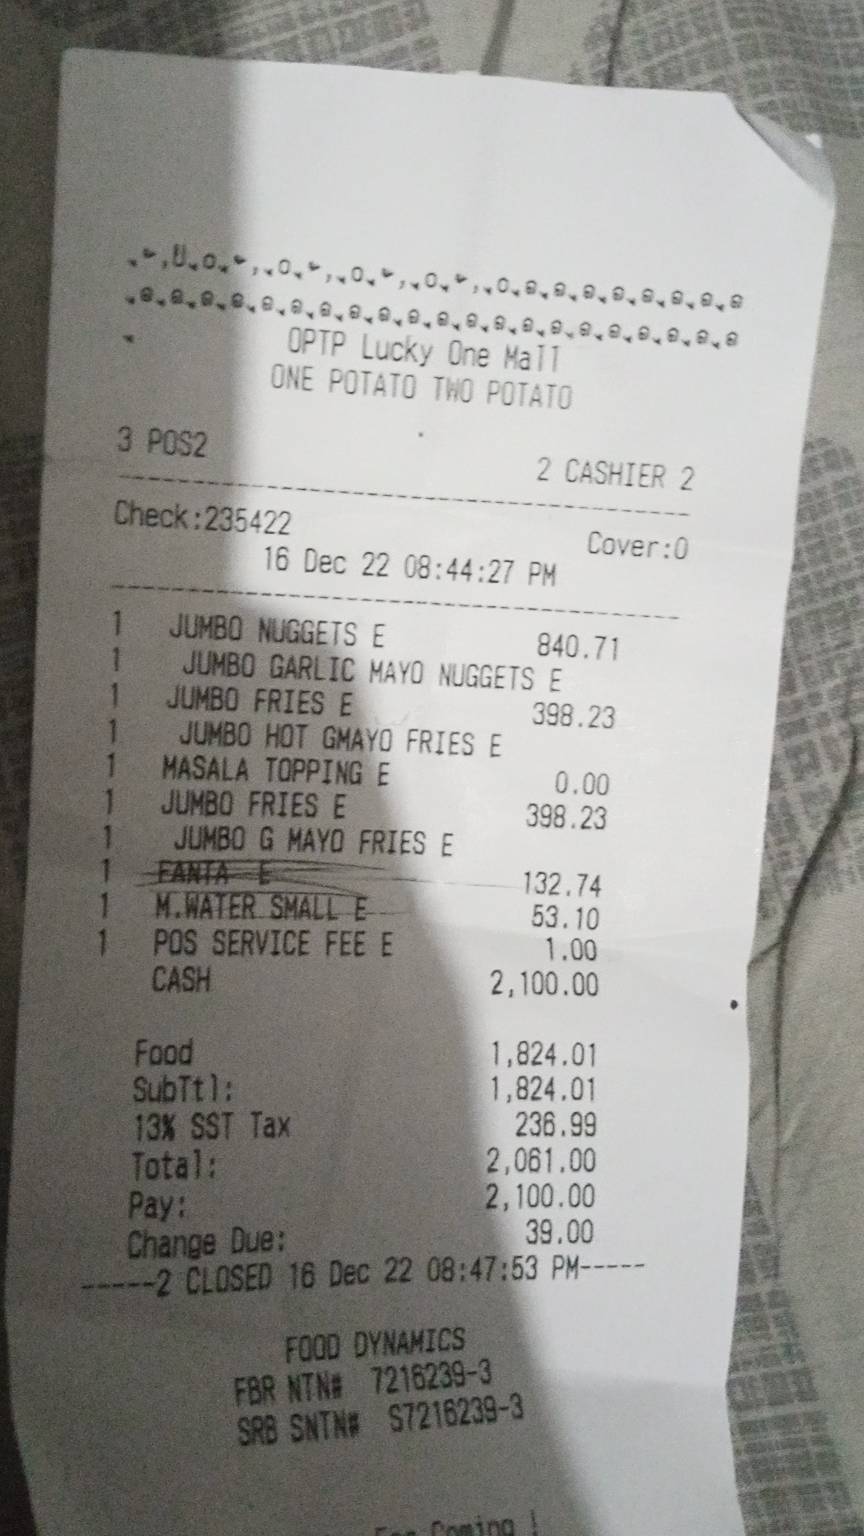 OPTP Lucky One Mall
ONE POTATO TWO POTATO
3 POS2 2 CASHIER 2
Check:235422 Cover:0
16 Dec 22 08:44:27 PM
1 JUMBO NUGGETS E 840.71
1 JUMBO GARLIC MAYO NUGGETS E
1 JUMBO FRIES E 398.23
1 JUMBO HOT GMAYO FRIES E
1 MASALA TOPPING E 0.00
1 JUMBO FRIES E 398.23
1 JUMBO G MAYO FRIES E
1 FANTA E 132.74
1 M.WATER SMALL E 53.10
1 POS SERVICE FEE E 1.00
CASH 2,100.00
Food 1,824.01
SubTtl: 1,824.01
13% SST Tax 236.99
Total: 2,061.00
Pay: 2,100.00
Change Due: 39.00
------2 CLOSED 16 Dec 22 08:47:53 PM-----
FOOD DYNAMICS
FBR NTN# 7216239-3
SRB SNTN# S7216239-3
Coming !